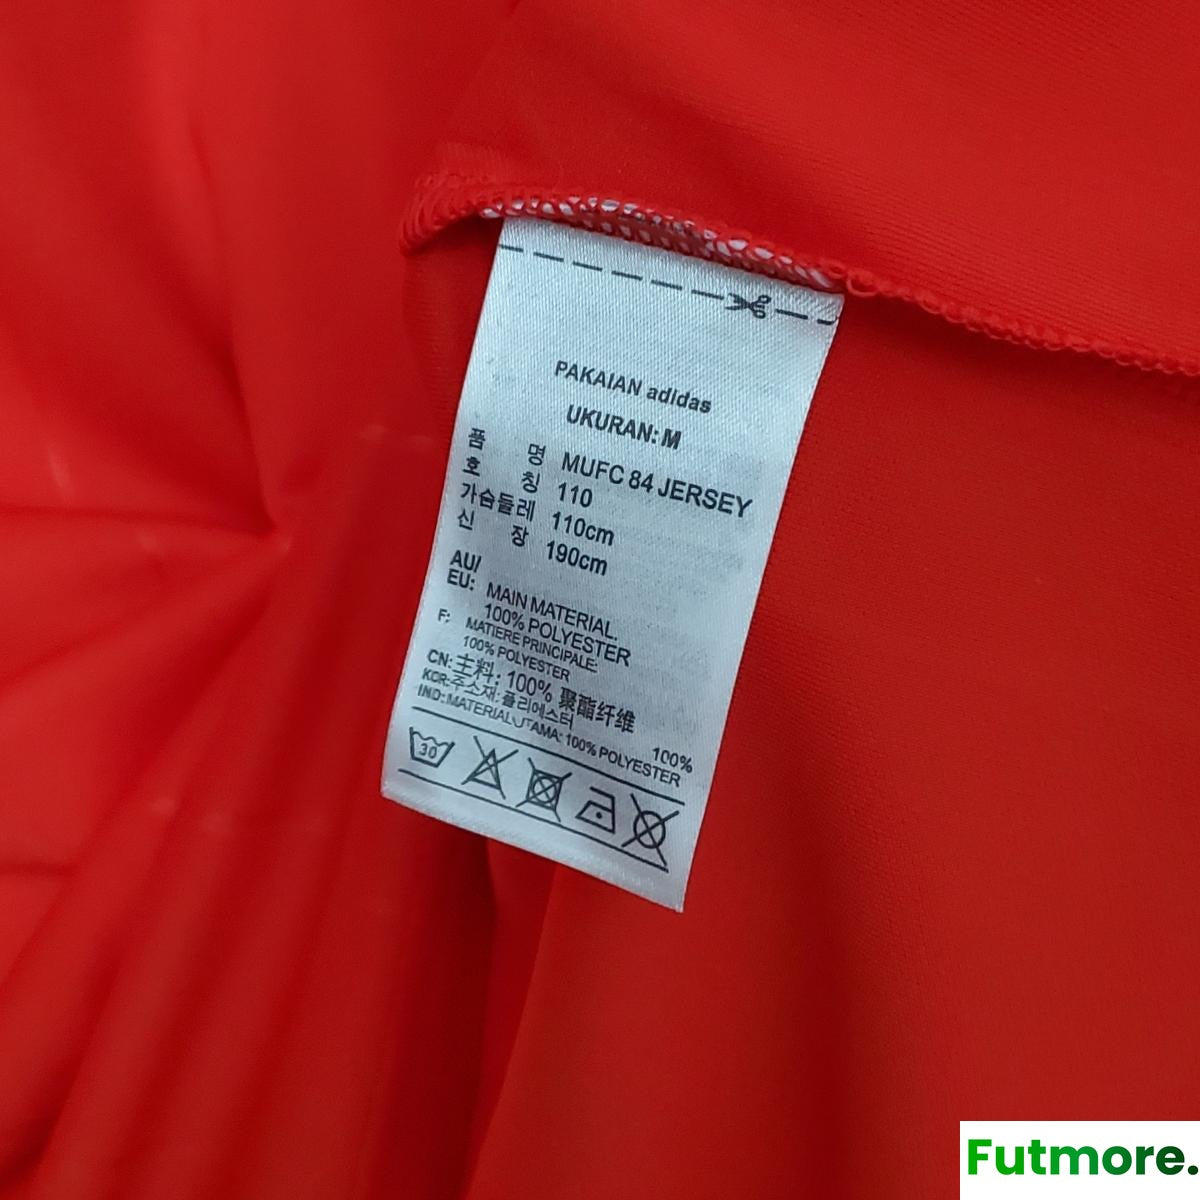 PAKAIAN adidas
UKURAN: M
품 명 MUFC 84 JERSEY
호 칭 110
가슴둘레 110cm
신 장 190cm
AU/
EU: MAIN MATERIAL.
100% POLYESTER
F: MATIERE PRINCIPALE:
100% POLYESTER
CN: 主料: 100% 聚酯纤维
KOR: 주소재: 폴리에스터 100%
IND: MATERIAL UTAMA: 100% POLYESTER
30
Futmore.